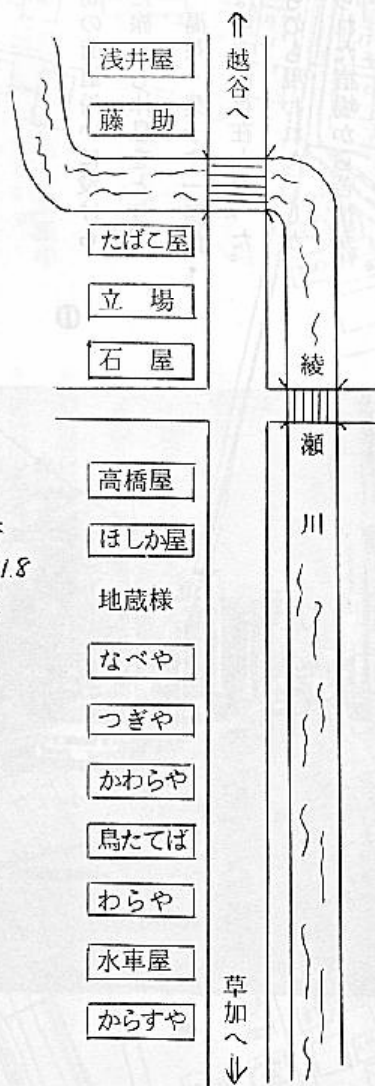 ⇑越谷へ
浅井屋
藤助
たばこ屋
立場
石屋
綾瀬川
高橋屋
ほしか屋
地蔵様
なべや
つぎや
かわらや
鳥たてば
わらや
水車屋
からすや
草加へ⇓
1.8